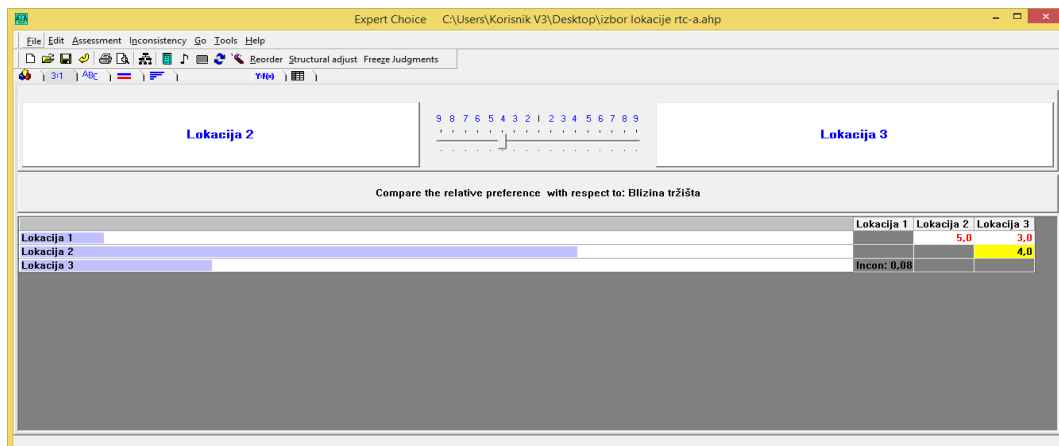 Expert Choice C:\Users\Korisnik V3\Desktop\izbor lokacije rtc-a.ahp
File Edit Assessment Inconsistency Go Tools Help
Reorder Structural adjust Freeze Judgments
3:1 ABC Y:f(x)
9 8 7 6 5 4 3 2 1 2 3 4 5 6 7 8 9
Lokacija 2 Lokacija 3
Compare the relative preference with respect to: Blizina tržišta
Lokacija 1 Lokacija 2 Lokacija 3
Lokacija 1 5,0 3,0
Lokacija 2 4,0
Lokacija 3 Incon: 0,08